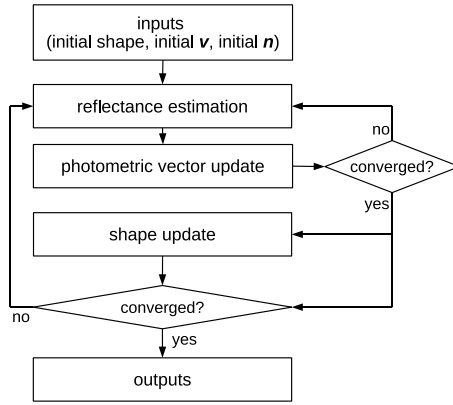 inputs
(initial shape, initial v, initial n)
reflectance estimation
no
photometric vector update
converged?
yes
shape update
converged?
no
yes
outputs